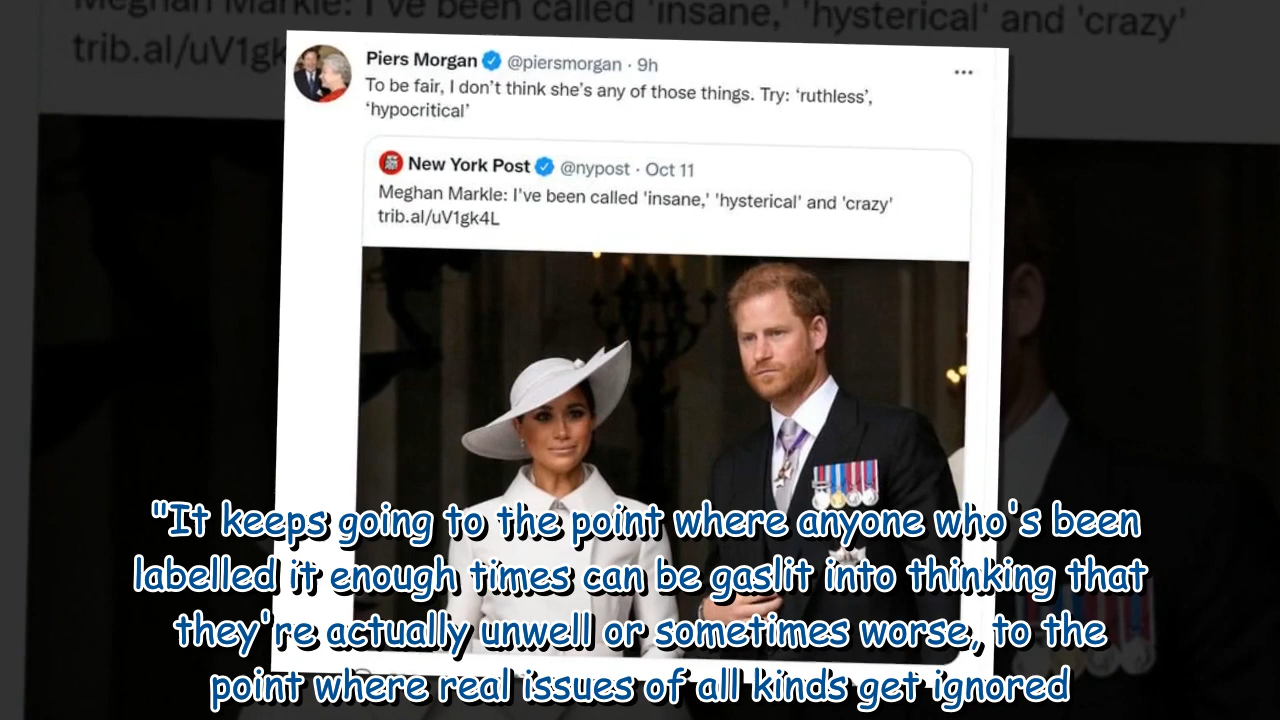 Meghan Markle: I've been called 'insane,' 'hysterical' and 'crazy'
trib.al/uV1gk
Piers Morgan @piersmorgan · 9h
To be fair, I don't think she's any of those things. Try: ‘ruthless’,
‘hypocritical’
New York Post @nypost · Oct 11
Meghan Markle: I've been called 'insane,' 'hysterical' and 'crazy'
trib.al/uV1gk4L
"It keeps going to the point where anyone who's been
labelled it enough times can be gaslit into thinking that
they're actually unwell or sometimes worse, to the
point where real issues of all kinds get ignored